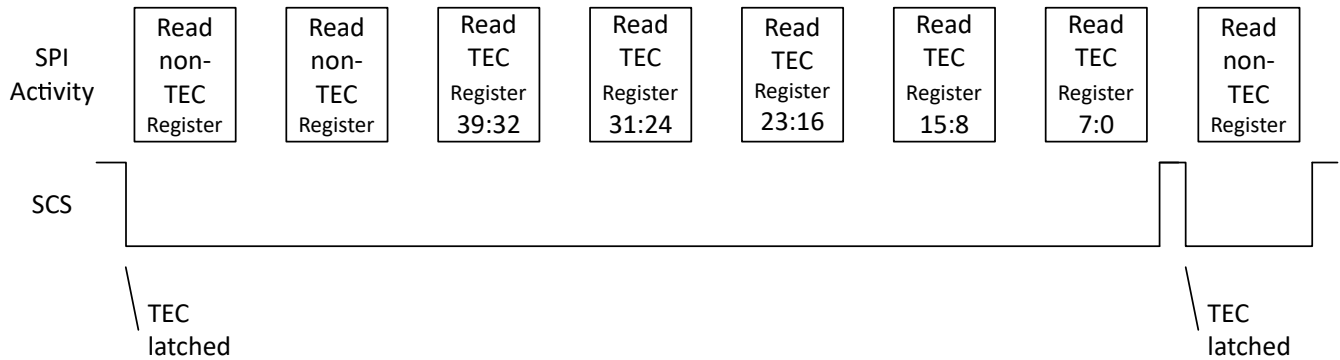 SPI
Activity
Read
non-
TEC
Register
Read
non-
TEC
Register
Read
TEC
Register
39:32
Read
TEC
Register
31:24
Read
TEC
Register
23:16
Read
TEC
Register
15:8
Read
TEC
Register
7:0
Read
non-
TEC
Register
SCS
TEC
latched
TEC
latched